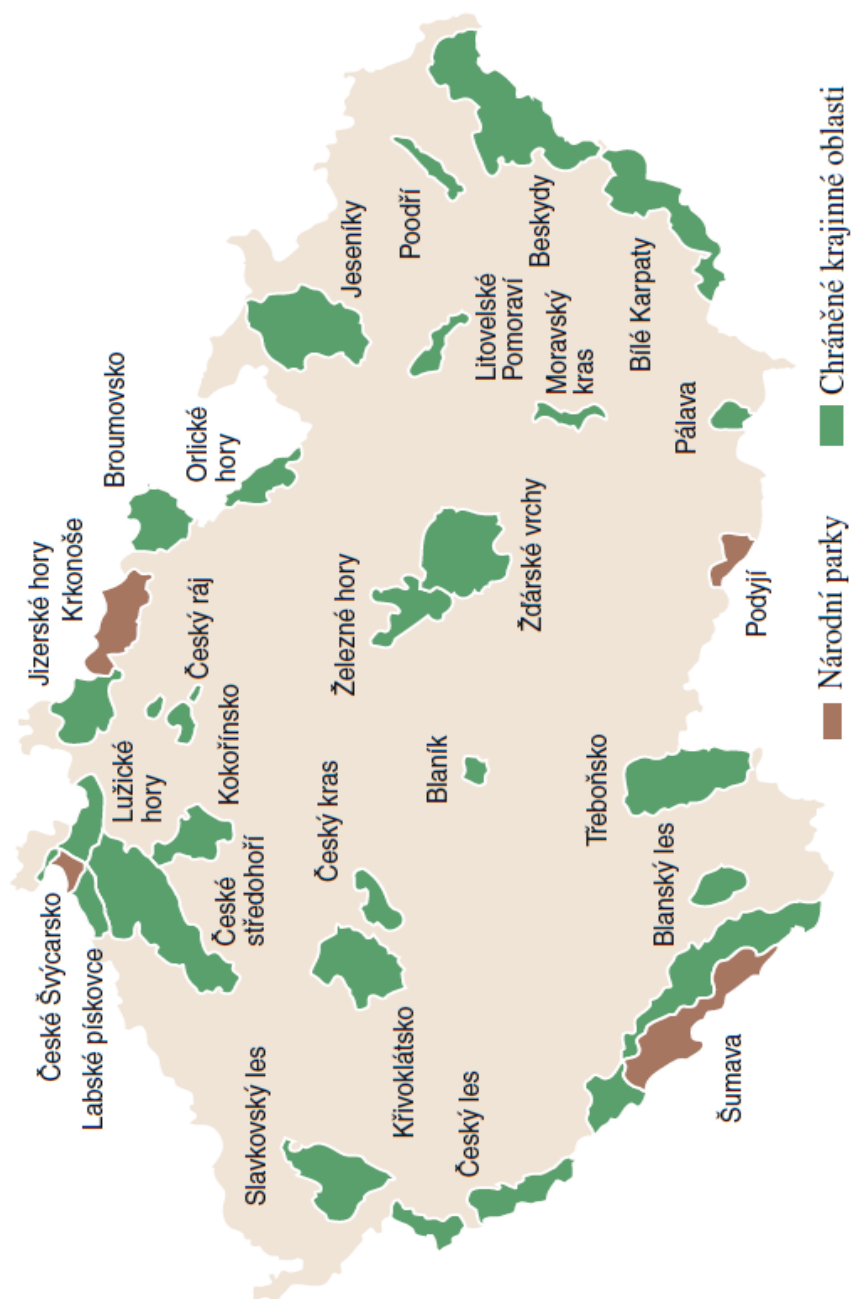 Jizerské hory
Krkonoše
Broumovsko
České Švýcarsko
Labské pískovce
Lužické
hory
Český ráj
Orlické
hory
Kokořínsko
České
středohoří
Jeseníky
Slavkovský les
Český kras
Železné hory
Poodří
Křivoklátsko
Blaník
Litovelské
Pomoraví
Beskydy
Český les
Žďárské vrchy
Moravský
kras
Třeboňsko
Bílé Karpaty
Blanský les
Pálava
Šumava
Podyjí
Národní parky
Chráněné krajinné oblasti